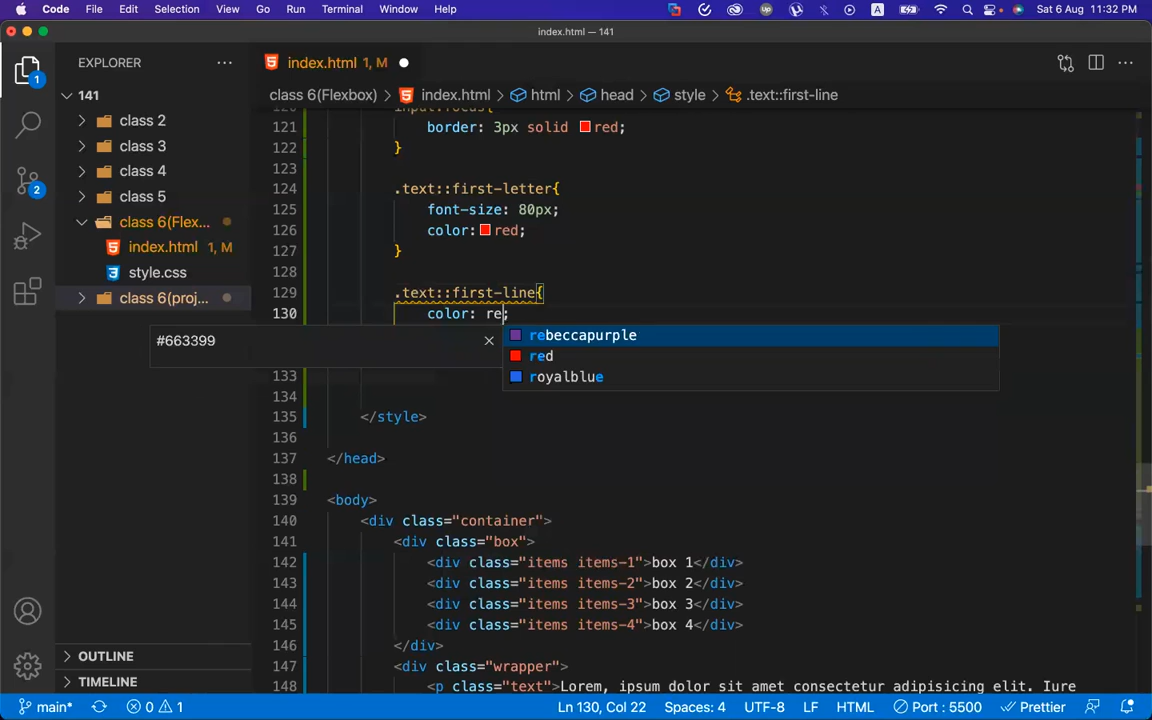 Code File Edit Selection View Go Run Terminal Window Help Up A Sat 6 Aug 11:32 PM
index.html — 141
EXPLORER ···
index.html 1, M
1
141
class 6(Flexbox) > index.html > html > head > style > .text::first-line
class 2
class 3
class 4
class 5
class 6(Flex...
index.html 1, M
style.css
class 6(proj...
2
121 border: 3px solid red;
122 }
123
124 .text::first-letter{
125 font-size: 80px;
126 color: red;
127 }
128
129 .text::first-line{
130 color: re;
#663399 ×
rebeccapurple
red
royalblue
133
134
135 </style>
136
137 </head>
138
139 <body>
140 <div class="container">
141 <div class="box">
142 <div class="items items-1">box 1</div>
143 <div class="items items-2">box 2</div>
144 <div class="items items-3">box 3</div>
145 <div class="items items-4">box 4</div>
146 </div>
147 <div class="wrapper">
148 <p class="text">Lorem, ipsum dolor sit amet consectetur adipisicing elit. Iure
OUTLINE
TIMELINE
main* 0 1 Ln 130, Col 22 Spaces: 4 UTF-8 LF HTML Port : 5500 Prettier